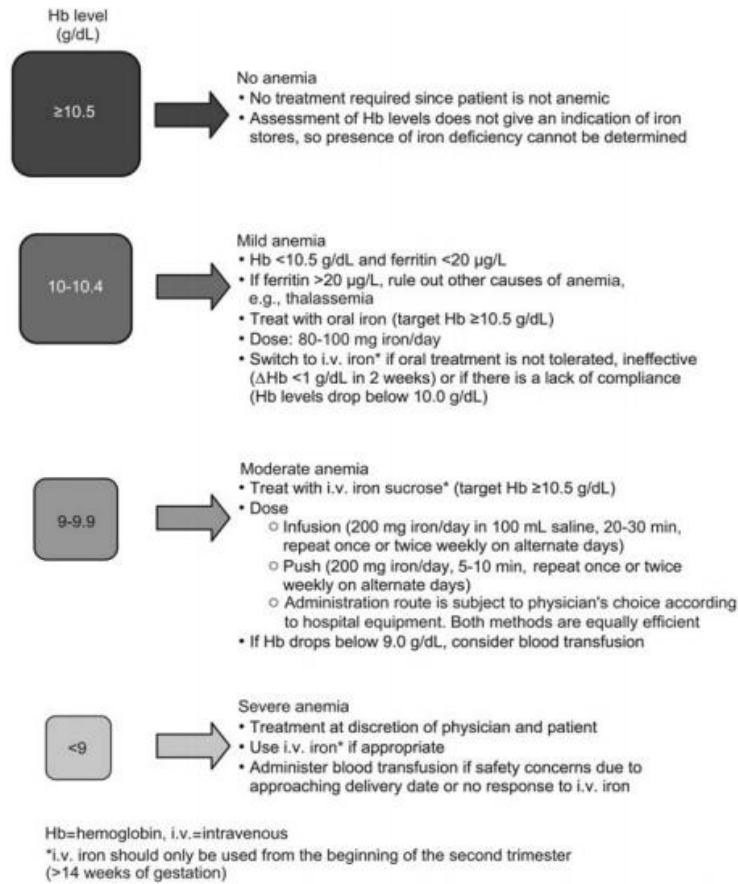 Hb level
(g/dL)
≥10.5
No anemia
• No treatment required since patient is not anemic
• Assessment of Hb levels does not give an indication of iron
stores, so presence of iron deficiency cannot be determined
10-10.4
Mild anemia
• Hb <10.5 g/dL and ferritin <20 µg/L
• If ferritin >20 µg/L, rule out other causes of anemia,
e.g., thalassemia
• Treat with oral iron (target Hb ≥10.5 g/dL)
• Dose: 80-100 mg iron/day
• Switch to i.v. iron* if oral treatment is not tolerated, ineffective
(∆Hb <1 g/dL in 2 weeks) or if there is a lack of compliance
(Hb levels drop below 10.0 g/dL)
9-9.9
Moderate anemia
• Treat with i.v. iron sucrose* (target Hb ≥10.5 g/dL)
• Dose
○ Infusion (200 mg iron/day in 100 mL saline, 20-30 min,
repeat once or twice weekly on alternate days)
○ Push (200 mg iron/day, 5-10 min, repeat once or twice
weekly on alternate days)
○ Administration route is subject to physician's choice according
to hospital equipment. Both methods are equally efficient
• If Hb drops below 9.0 g/dL, consider blood transfusion
<9
Severe anemia
• Treatment at discretion of physician and patient
• Use i.v. iron* if appropriate
• Administer blood transfusion if safety concerns due to
approaching delivery date or no response to i.v. iron
Hb=hemoglobin, i.v.=intravenous
*i.v. iron should only be used from the beginning of the second trimester
(>14 weeks of gestation)